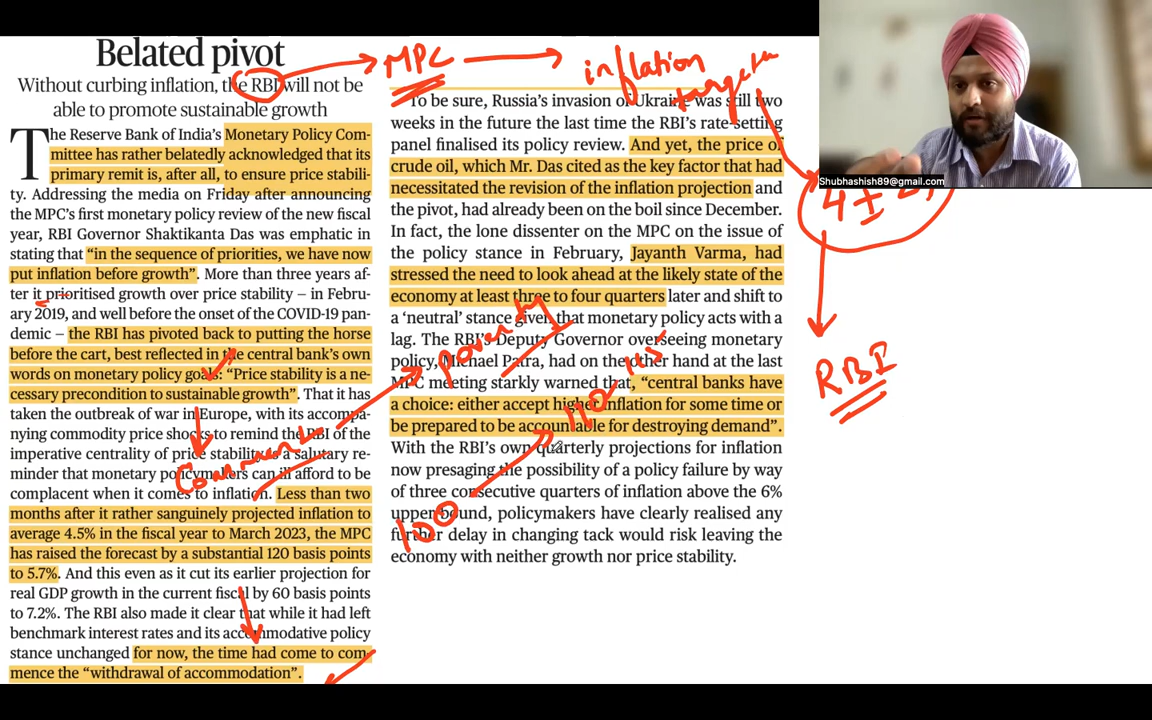 Belated pivot
Without curbing inflation, the RBI will not be
able to promote sustainable growth
The Reserve Bank of India's Monetary Policy Com-
mittee has rather belatedly acknowledged that its
primary remit is, after all, to ensure price stabili-
ty. Addressing the media on Friday after announcing
the MPC's first monetary policy review of the new fiscal
year, RBI Governor Shaktikanta Das was emphatic in
stating that “in the sequence of priorities, we have now
put inflation before growth”. More than three years af-
ter it prioritised growth over price stability – in Febru-
ary 2019, and well before the onset of the COVID-19 pan-
demic – the RBI has pivoted back to putting the horse
before the cart, best reflected in the central bank's own
words on monetary policy goals: “Price stability is a ne-
cessary precondition to sustainable growth”. That it has
taken the outbreak of war in Europe, with its accompa-
nying commodity price shocks to remind the RBI of the
imperative centrality of price stability is a salutary re-
minder that monetary policymakers can ill afford to be
complacent when it comes to inflation. Less than two
months after it rather sanguinely projected inflation to
average 4.5% in the fiscal year to March 2023, the MPC
has raised the forecast by a substantial 120 basis points
to 5.7%. And this even as it cut its earlier projection for
real GDP growth in the current fiscal by 60 basis points
to 7.2%. The RBI also made it clear that while it had left
benchmark interest rates and its accommodative policy
stance unchanged for now, the time had come to com-
mence the “withdrawal of accommodation”.
To be sure, Russia's invasion of Ukraine was still two
weeks in the future the last time the RBI's rate-setting
panel finalised its policy review. And yet, the price of
crude oil, which Mr. Das cited as the key factor that had
necessitated the revision of the inflation projection and
the pivot, had already been on the boil since December.
In fact, the lone dissenter on the MPC on the issue of
the policy stance in February, Jayanth Varma, had
stressed the need to look ahead at the likely state of the
economy at least three to four quarters later and shift to
a 'neutral' stance given that monetary policy acts with a
lag. The RBI's Deputy Governor overseeing monetary
policy, Michael Patra, had on the other hand at the last
MPC meeting starkly warned that, “central banks have
a choice: either accept higher inflation for some time or
be prepared to be accountable for destroying demand”.
With the RBI's own quarterly projections for inflation
now presaging the possibility of a policy failure by way
of three consecutive quarters of inflation above the 6%
upper bound, policymakers have clearly realised any
further delay in changing tack would risk leaving the
economy with neither growth nor price stability.
MPC
inflation
4 ±
RBI
poverty
100
110
115
Shubhashish89@gmail.com